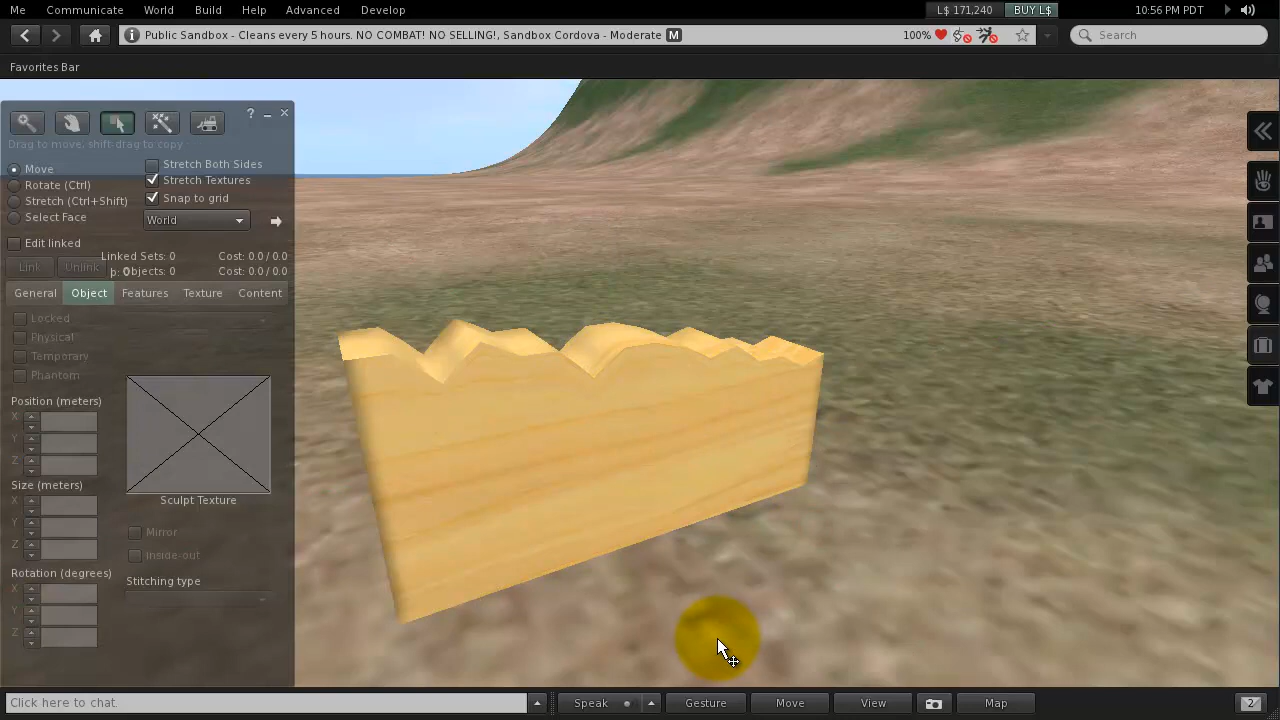 Me Communicate World Build Help Advanced Develop L$ 171,240 BUY L$ 10:56 PM PDT
Public Sandbox - Cleans every 5 hours. NO COMBAT! NO SELLING!, Sandbox Cordova - Moderate M 100% Search
Favorites Bar
?
Drag to move, shift-drag to copy
Move Stretch Both Sides
Rotate (Ctrl) Stretch Textures
Stretch (Ctrl+Shift) Snap to grid
Select Face World
Edit linked
Linked Sets: 0 Cost: 0.0 / 0.0
Link Unlink p: 0bjects: 0 Cost: 0.0 / 0.0
General Object Features Texture Content
Locked
Physical
Temporary
Phantom
Position (meters)
X
Y
Z
Size (meters)
Sculpt Texture
X
Y
Z
Mirror
Inside-out
Rotation (degrees)
Stitching type
X
Y
Z
Click here to chat. Speak Gesture Move View Map 2